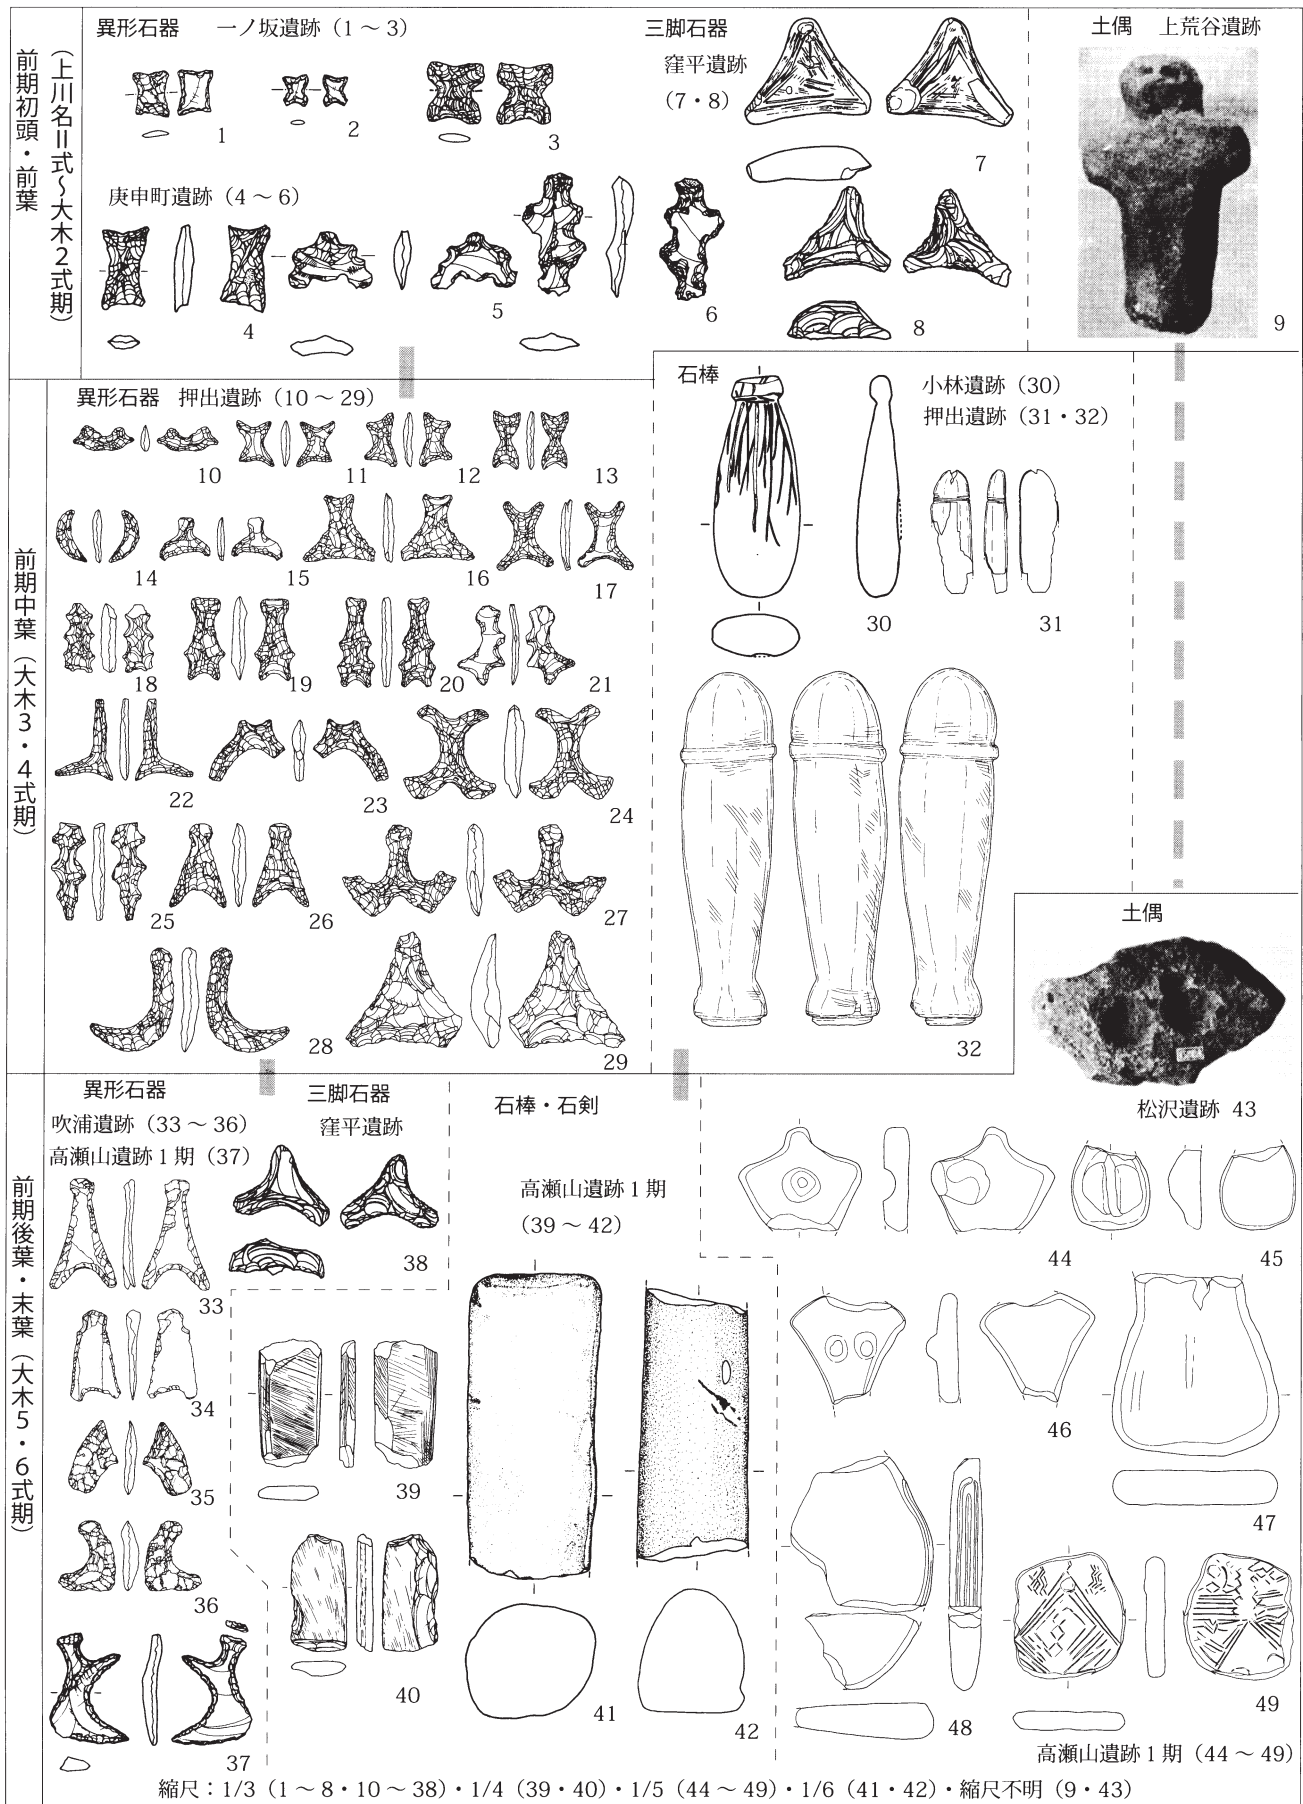 前期初頭・前葉
（上川名Ⅱ式〜大木２式期）
異形石器　一ノ坂遺跡（1 〜 3）
1
2
3
庚申町遺跡（4 〜 6）
4
5
6
三脚石器
窪平遺跡
（7・8）
7
8
土偶　上荒谷遺跡
9
前期中葉（大木３・４式期）
異形石器　押出遺跡（10 〜 29）
10
11
12
13
14
15
16
17
18
19
20
21
22
23
24
25
26
27
28
29
石棒
小林遺跡（30）
押出遺跡（31・32）
30
31
32
土偶
松沢遺跡 43
前期後葉・末葉（大木５・６式期）
異形石器
吹浦遺跡（33 〜 36）
高瀬山遺跡 1 期（37）
33
34
35
36
37
三脚石器
窪平遺跡
38
石棒・石剣
高瀬山遺跡 1 期
（39 〜 42）
39
40
41
42
44
45
46
47
48
49
高瀬山遺跡 1 期（44 〜 49）
縮尺：1/3（1 〜 8・10 〜 38）・1/4（39・40）・1/5（44 〜 49）・1/6（41・42）・縮尺不明（9・43）